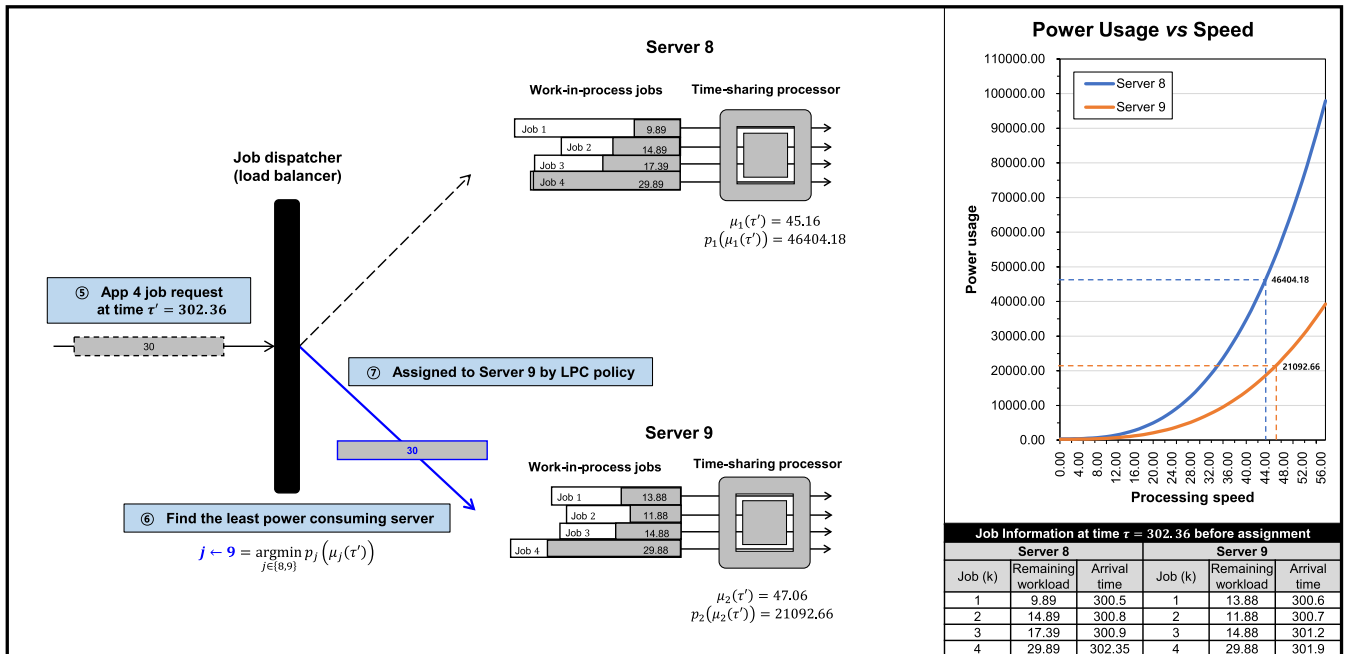 Server 8
Work-in-process jobs
Time-sharing processor
Job 1
9.89
Job 2
14.89
Job 3
17.39
Job 4
29.89
μ₁(τ′) = 45.16
p₁(μ₁(τ′)) = 46404.18
Job dispatcher
(load balancer)
⑤ App 4 job request
at time τ′ = 302.36
30
⑦ Assigned to Server 9 by LPC policy
30
⑥ Find the least power consuming server
j ← 9 = argmin p_j (μ_j(τ′))
j∈{8,9}
Server 9
Work-in-process jobs
Time-sharing processor
Job 1
13.88
Job 2
11.88
Job 3
14.88
Job 4
29.88
μ₂(τ′) = 47.06
p₂(μ₂(τ′)) = 21092.66
Power Usage vs Speed
Power usage
110000.00
100000.00
90000.00
80000.00
70000.00
60000.00
50000.00
40000.00
30000.00
20000.00
10000.00
0.00
Server 8
Server 9
46404.18
21092.66
0.00
4.00
8.00
12.00
16.00
20.00
24.00
28.00
32.00
36.00
40.00
44.00
48.00
52.00
56.00
Processing speed
Job Information at time τ = 302.36 before assignment
Server 8 Server 9
Job (k) Remaining workload Arrival time Job (k) Remaining workload Arrival time
1 9.89 300.5 1 13.88 300.6
2 14.89 300.8 2 11.88 300.7
3 17.39 300.9 3 14.88 301.2
4 29.89 302.35 4 29.88 301.9